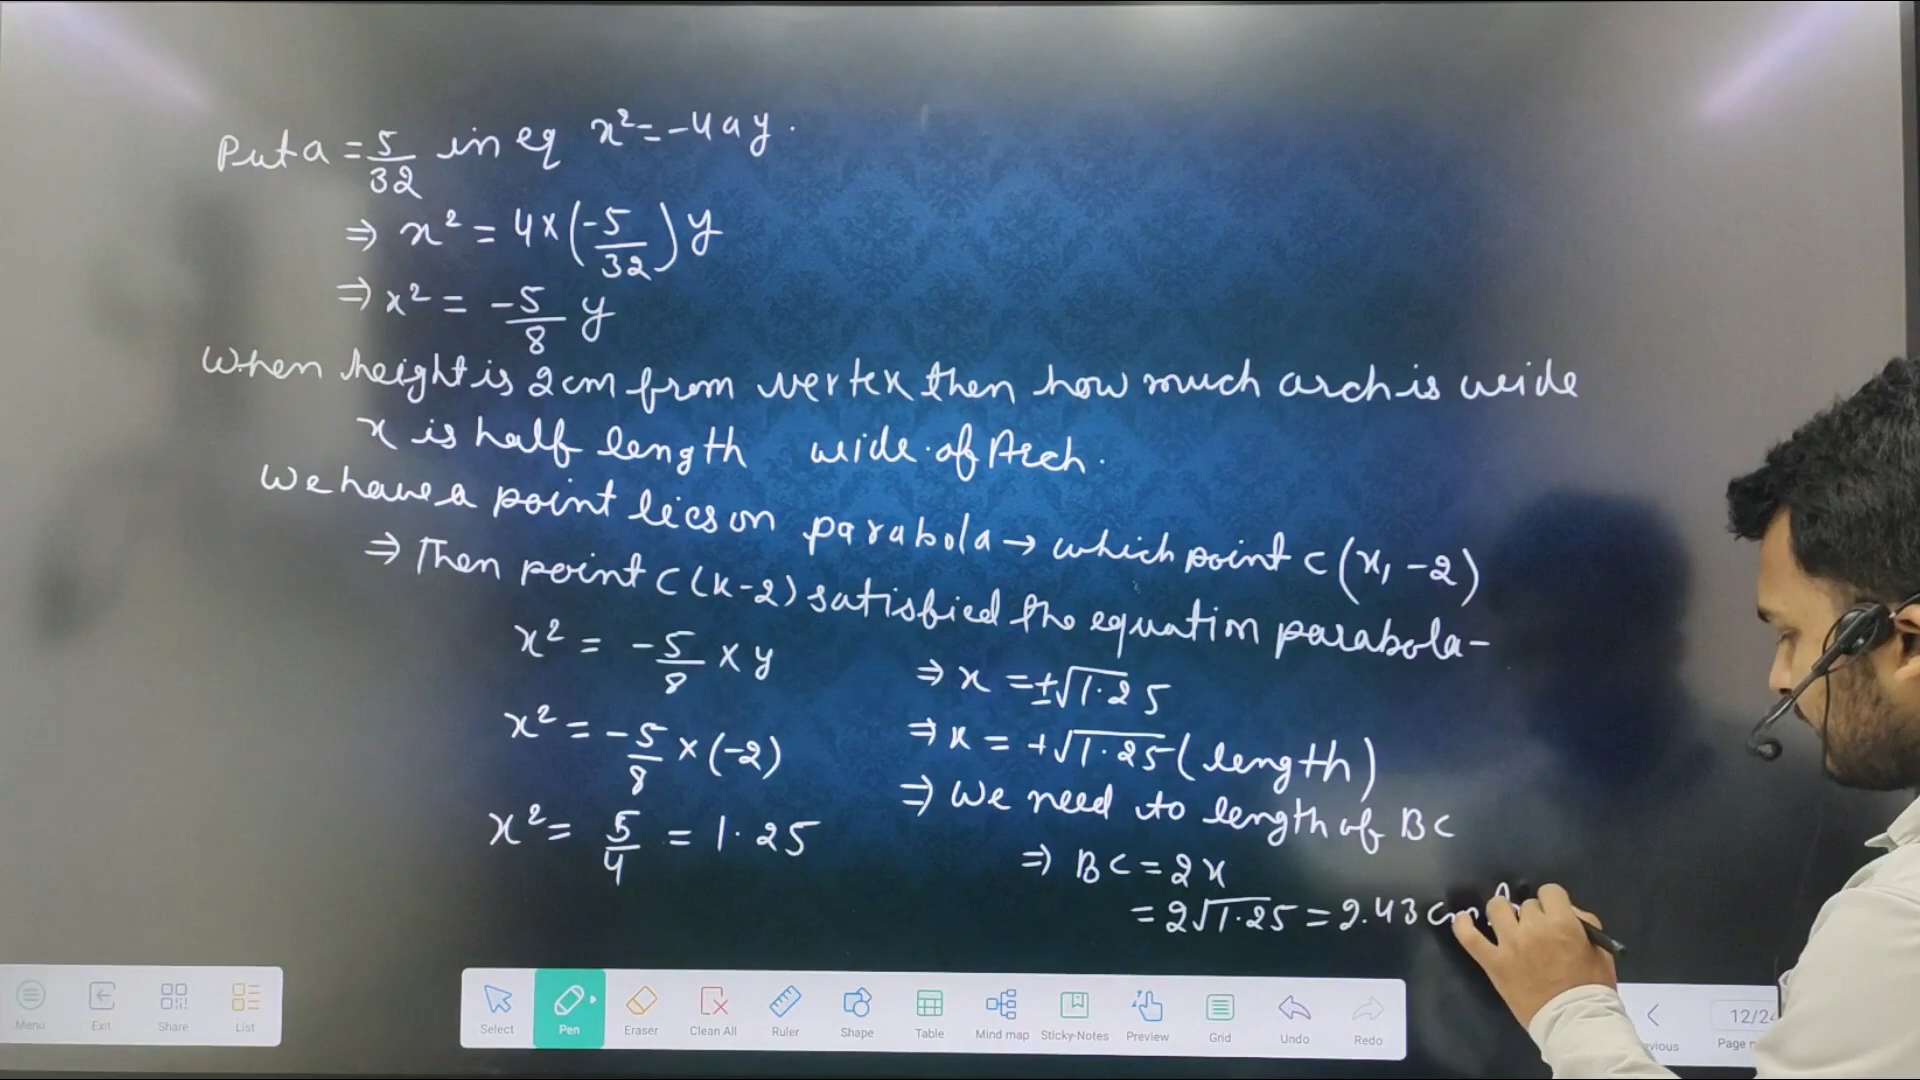 Put a = 5/32 in eq x² = -4ay.
⇒ x² = 4×(-5/32)y
⇒ x² = -5/8 y
When height is 2cm from vertex then how much arch is wide
x is half length wide of Arch.
We have a point lies on parabola → which point C(x, -2)
⇒ Then point C(x-2) satisfied the equation parabola-
x² = -5/8 × y
x² = -5/8 × (-2)
x² = 5/4 = 1.25
⇒ x = ±√1.25
⇒ x = +√1.25 (length)
⇒ We need to length of BC
⇒ BC = 2x
= 2√1.25 = 2.43 cm
Menu
Exit
Share
List
Select
Pen
Eraser
Clean All
Ruler
Shape
Table
Mind map
Sticky-Notes
Preview
Grid
Undo
Redo
12/24
Page